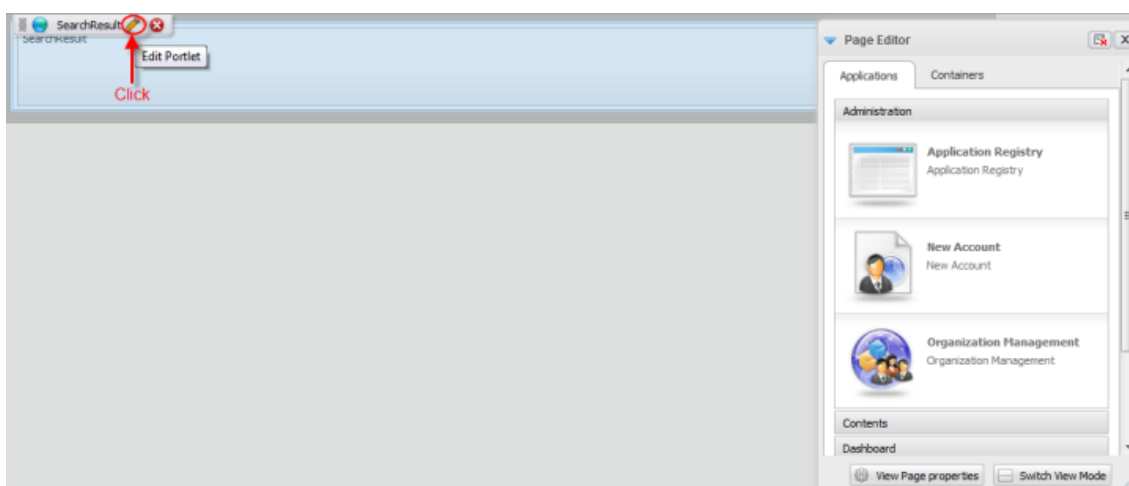 SearchResult
SearchResult
Edit Portlet
Click
Page Editor
Applications
Containers
Administration
Application Registry
Application Registry
New Account
New Account
Organization Management
Organization Management
Contents
Dashboard
View Page properties
Switch View Mode